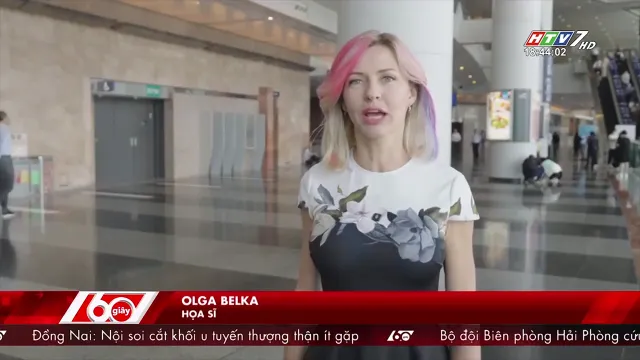 HTV7 HD
18:44:02
60 giây
OLGA BELKA
HỌA SĨ
Đồng Nai: Nội soi cắt khối u tuyến thượng thận ít gặp 60 Bộ đội Biên phòng Hải Phòng cứ